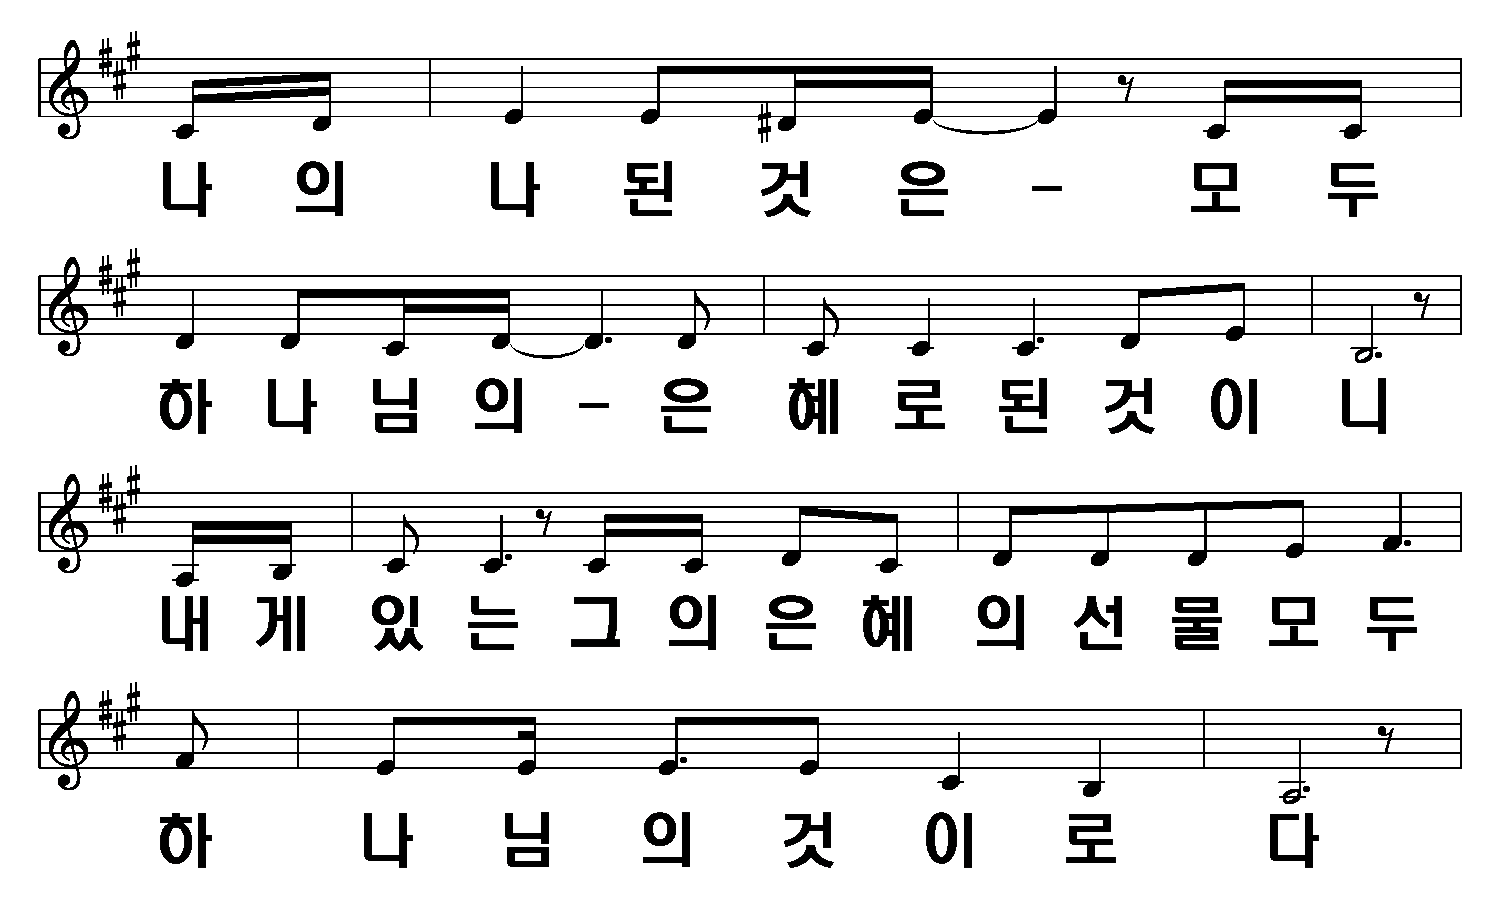 나 의 나 된 것 은 - 모 두
하 나 님 의 - 은 혜 로 된 것 이 니
내 게 있 는 그 의 은 혜 의 선 물 모 두
하 나 님 의 것 이 로 다